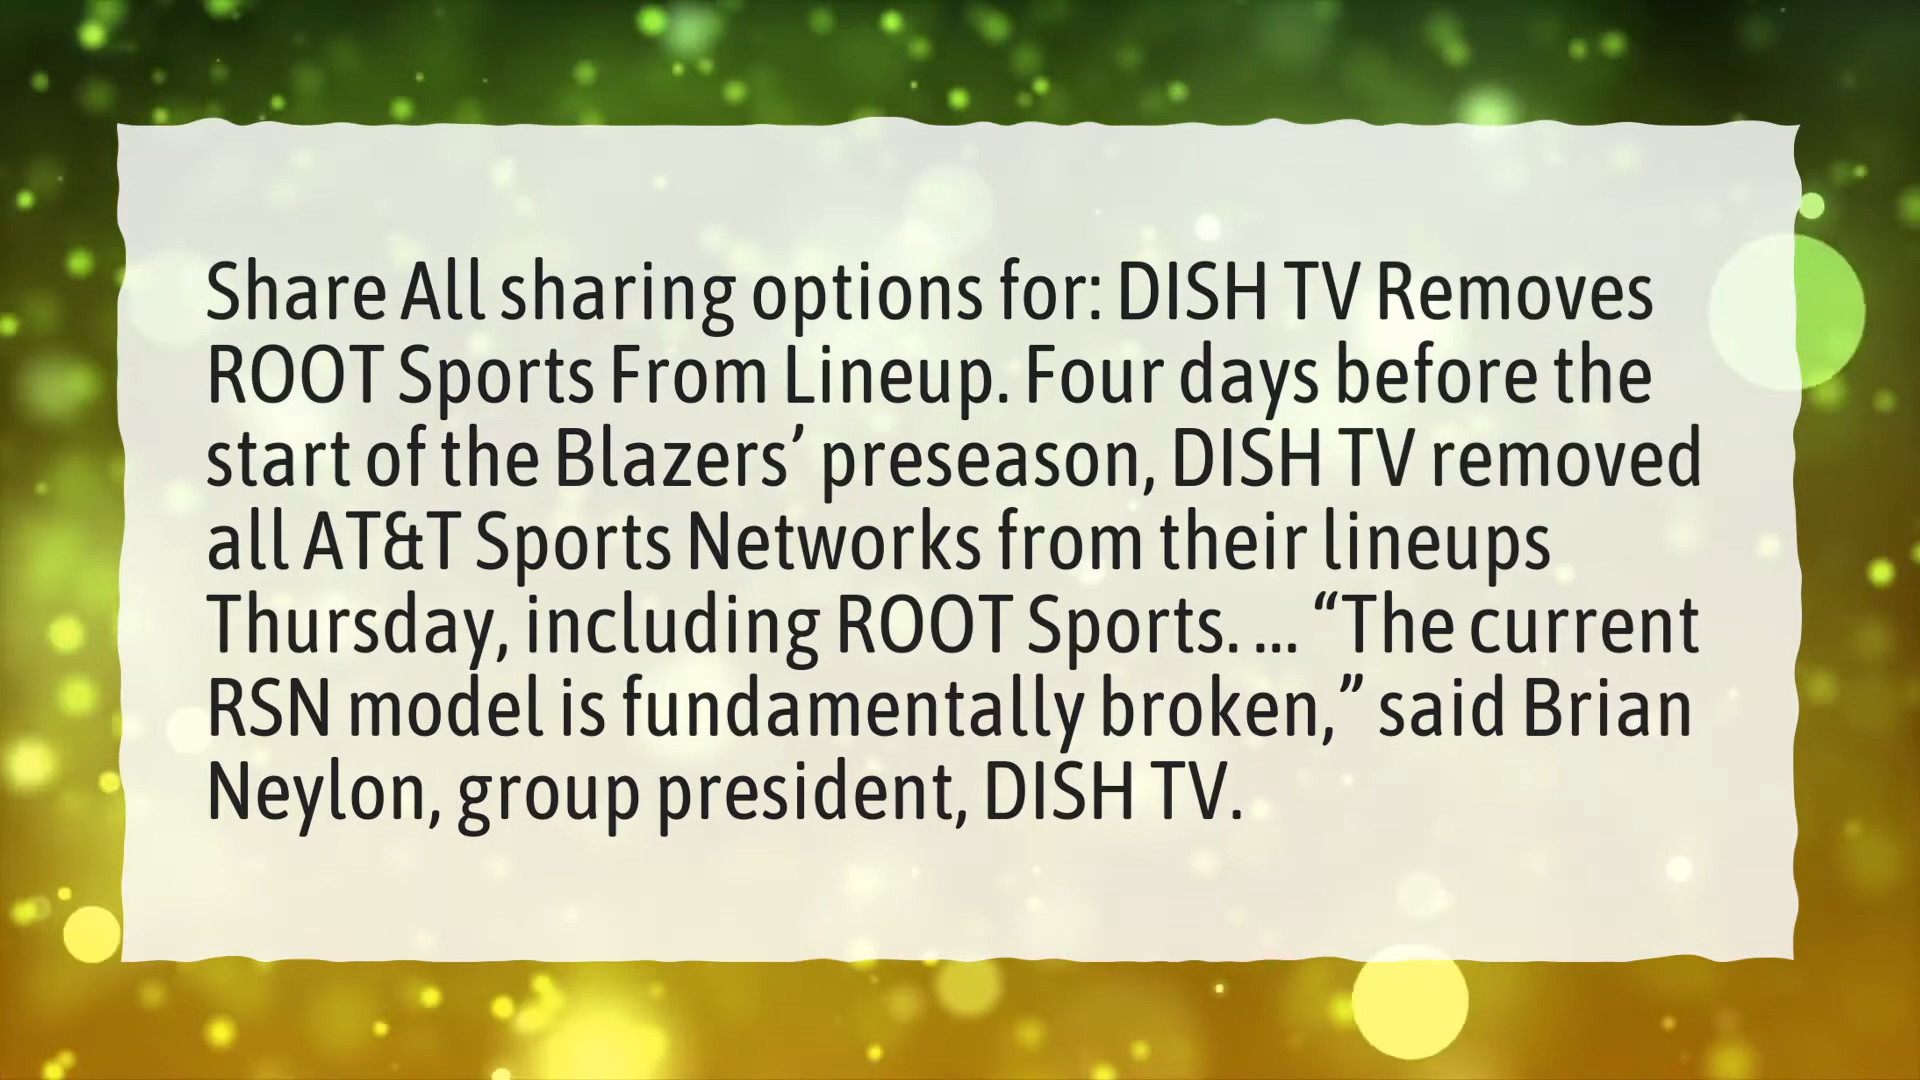 Share All sharing options for: DISH TV Removes
ROOT Sports From Lineup. Four days before the
start of the Blazers’ preseason, DISH TV removed
all AT&T Sports Networks from their lineups
Thursday, including ROOT Sports. ... “The current
RSN model is fundamentally broken,” said Brian
Neylon, group president, DISH TV.